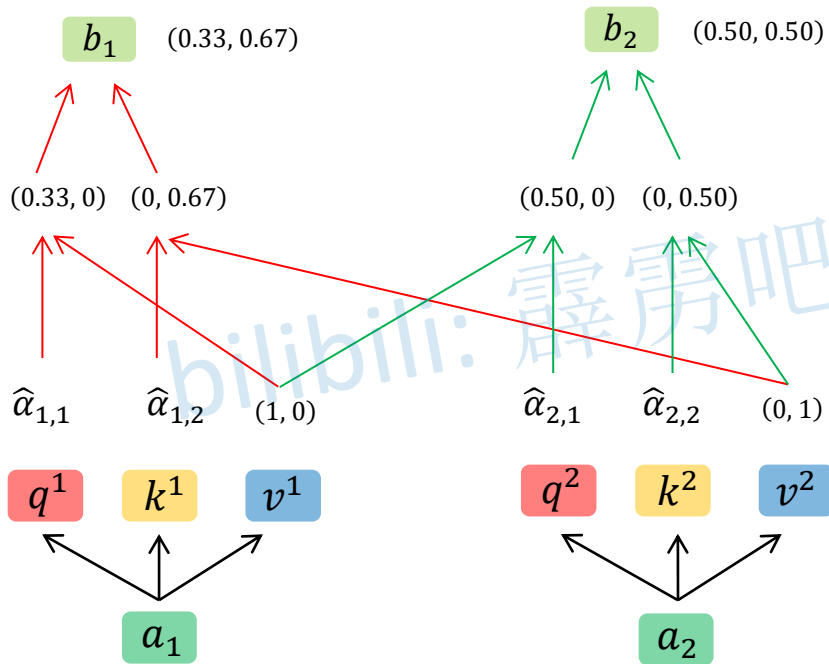 b₁ (0.33, 0.67) b₂ (0.50, 0.50)
(0.33, 0) (0, 0.67) (0.50, 0) (0, 0.50)
bilibili: 霹雳吧
α̂₁,₁ α̂₁,₂ (1, 0) α̂₂,₁ α̂₂,₂ (0, 1)
q¹ k¹ v¹ q² k² v²
a₁ a₂